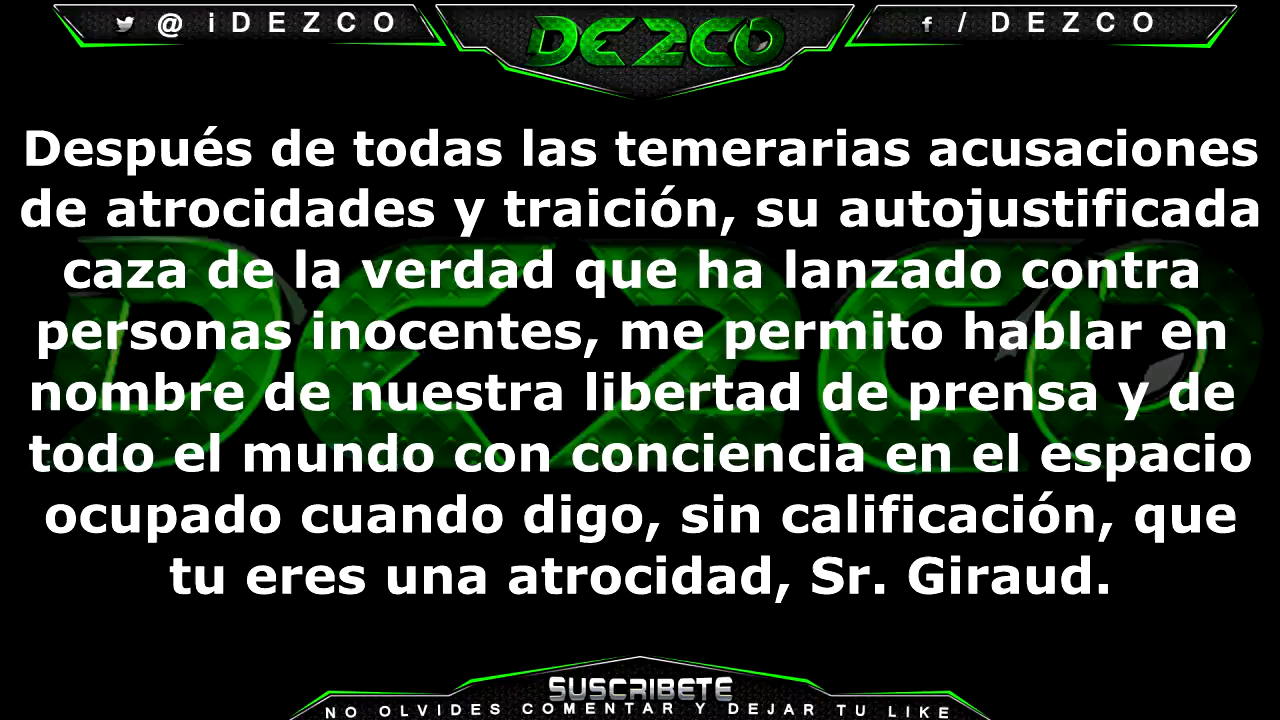 @iDEZCO
DEZCO
f / DEZCO
Después de todas las temerarias acusaciones
de atrocidades y traición, su autojustificada
caza de la verdad que ha lanzado contra
personas inocentes, me permito hablar en
nombre de nuestra libertad de prensa y de
todo el mundo con conciencia en el espacio
ocupado cuando digo, sin calificación, que
tu eres una atrocidad, Sr. Giraud.
DEZCO
SUSCRIBETE
NO OLVIDES COMENTAR Y DEJAR TU LIKE